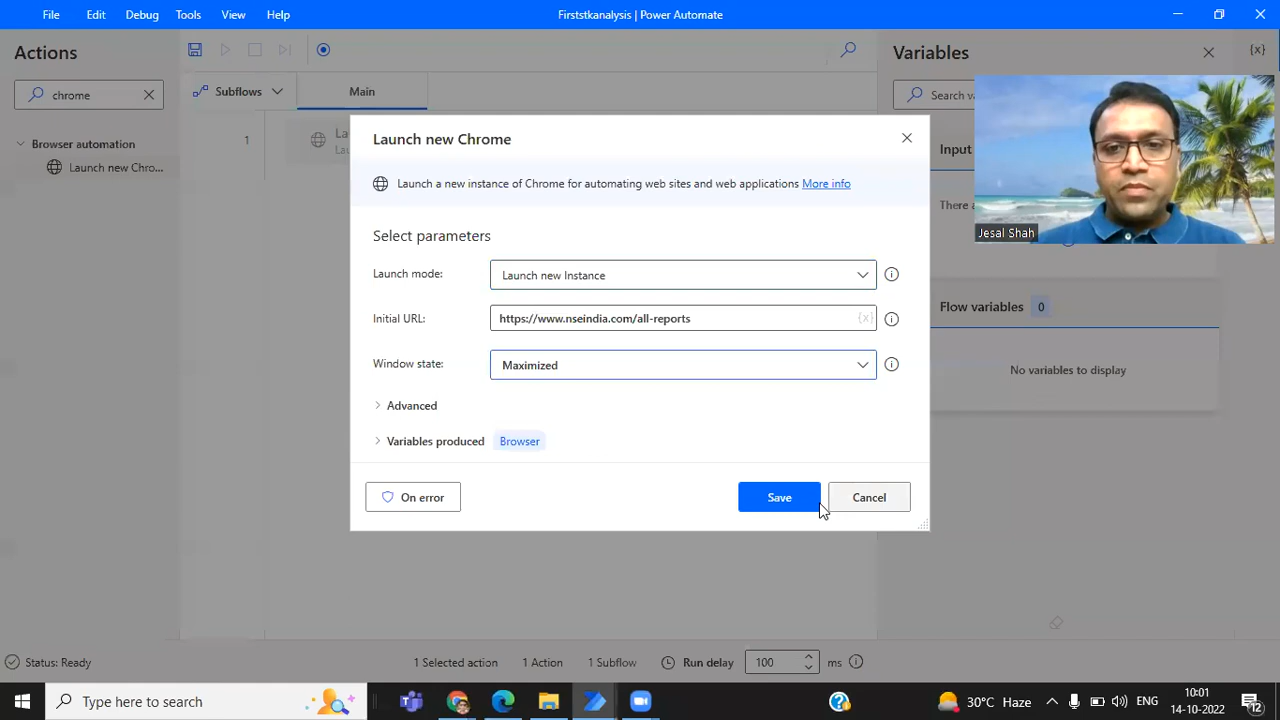 File Edit Debug Tools View Help
Firststkanalysis | Power Automate
Actions
chrome
Browser automation
Launch new Chro...
Subflows
Main
1
Launch new Chrome
Launch a new instance of Chrome for automating web sites and web applications More info
Select parameters
Launch mode:
Launch new Instance
Initial URL:
https://www.nseindia.com/all-reports
{x}
Window state:
Maximized
Advanced
Variables produced Browser
On error
Save
Cancel
Variables
{x}
Search va
Input
There a
Jesal Shah
Flow variables 0
No variables to display
Status: Ready
1 Selected action
1 Action
1 Subflow
Run delay
100
ms
Type here to search
30°C Haze
ENG
10:01
14-10-2022
12